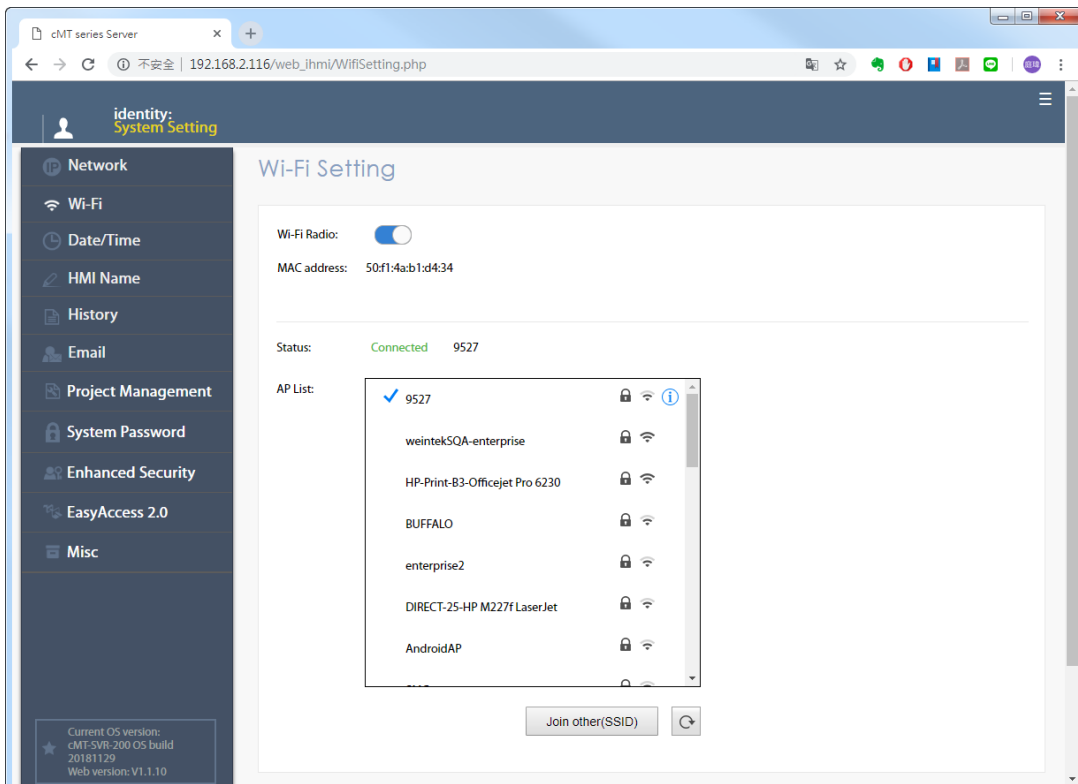 cMT series Server
不安全 | 192.168.2.116/web_ihmi/WifiSetting.php
identity:
System Setting
Network
Wi-Fi
Date/Time
HMI Name
History
Email
Project Management
System Password
Enhanced Security
EasyAccess 2.0
Misc
Current OS version:
cMT-SVR-200 OS build
20181129
Web version: V1.1.10
Wi-Fi Setting
Wi-Fi Radio:
MAC address: 50:f1:4a:b1:d4:34
Status: Connected 9527
AP List:
9527
weintekSQA-enterprise
HP-Print-B3-Officejet Pro 6230
BUFFALO
enterprise2
DIRECT-25-HP M227f LaserJet
AndroidAP
Join other(SSID)